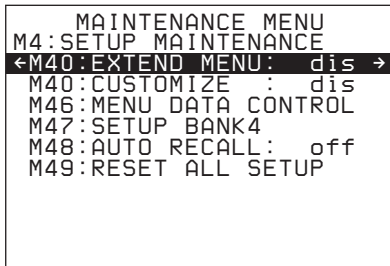 MAINTENANCE MENU
M4:SETUP MAINTENANCE
←M40:EXTEND MENU: dis →
M40:CUSTOMIZE : dis
M46:MENU DATA CONTROL
M47:SETUP BANK4
M48:AUTO RECALL: off
M49:RESET ALL SETUP